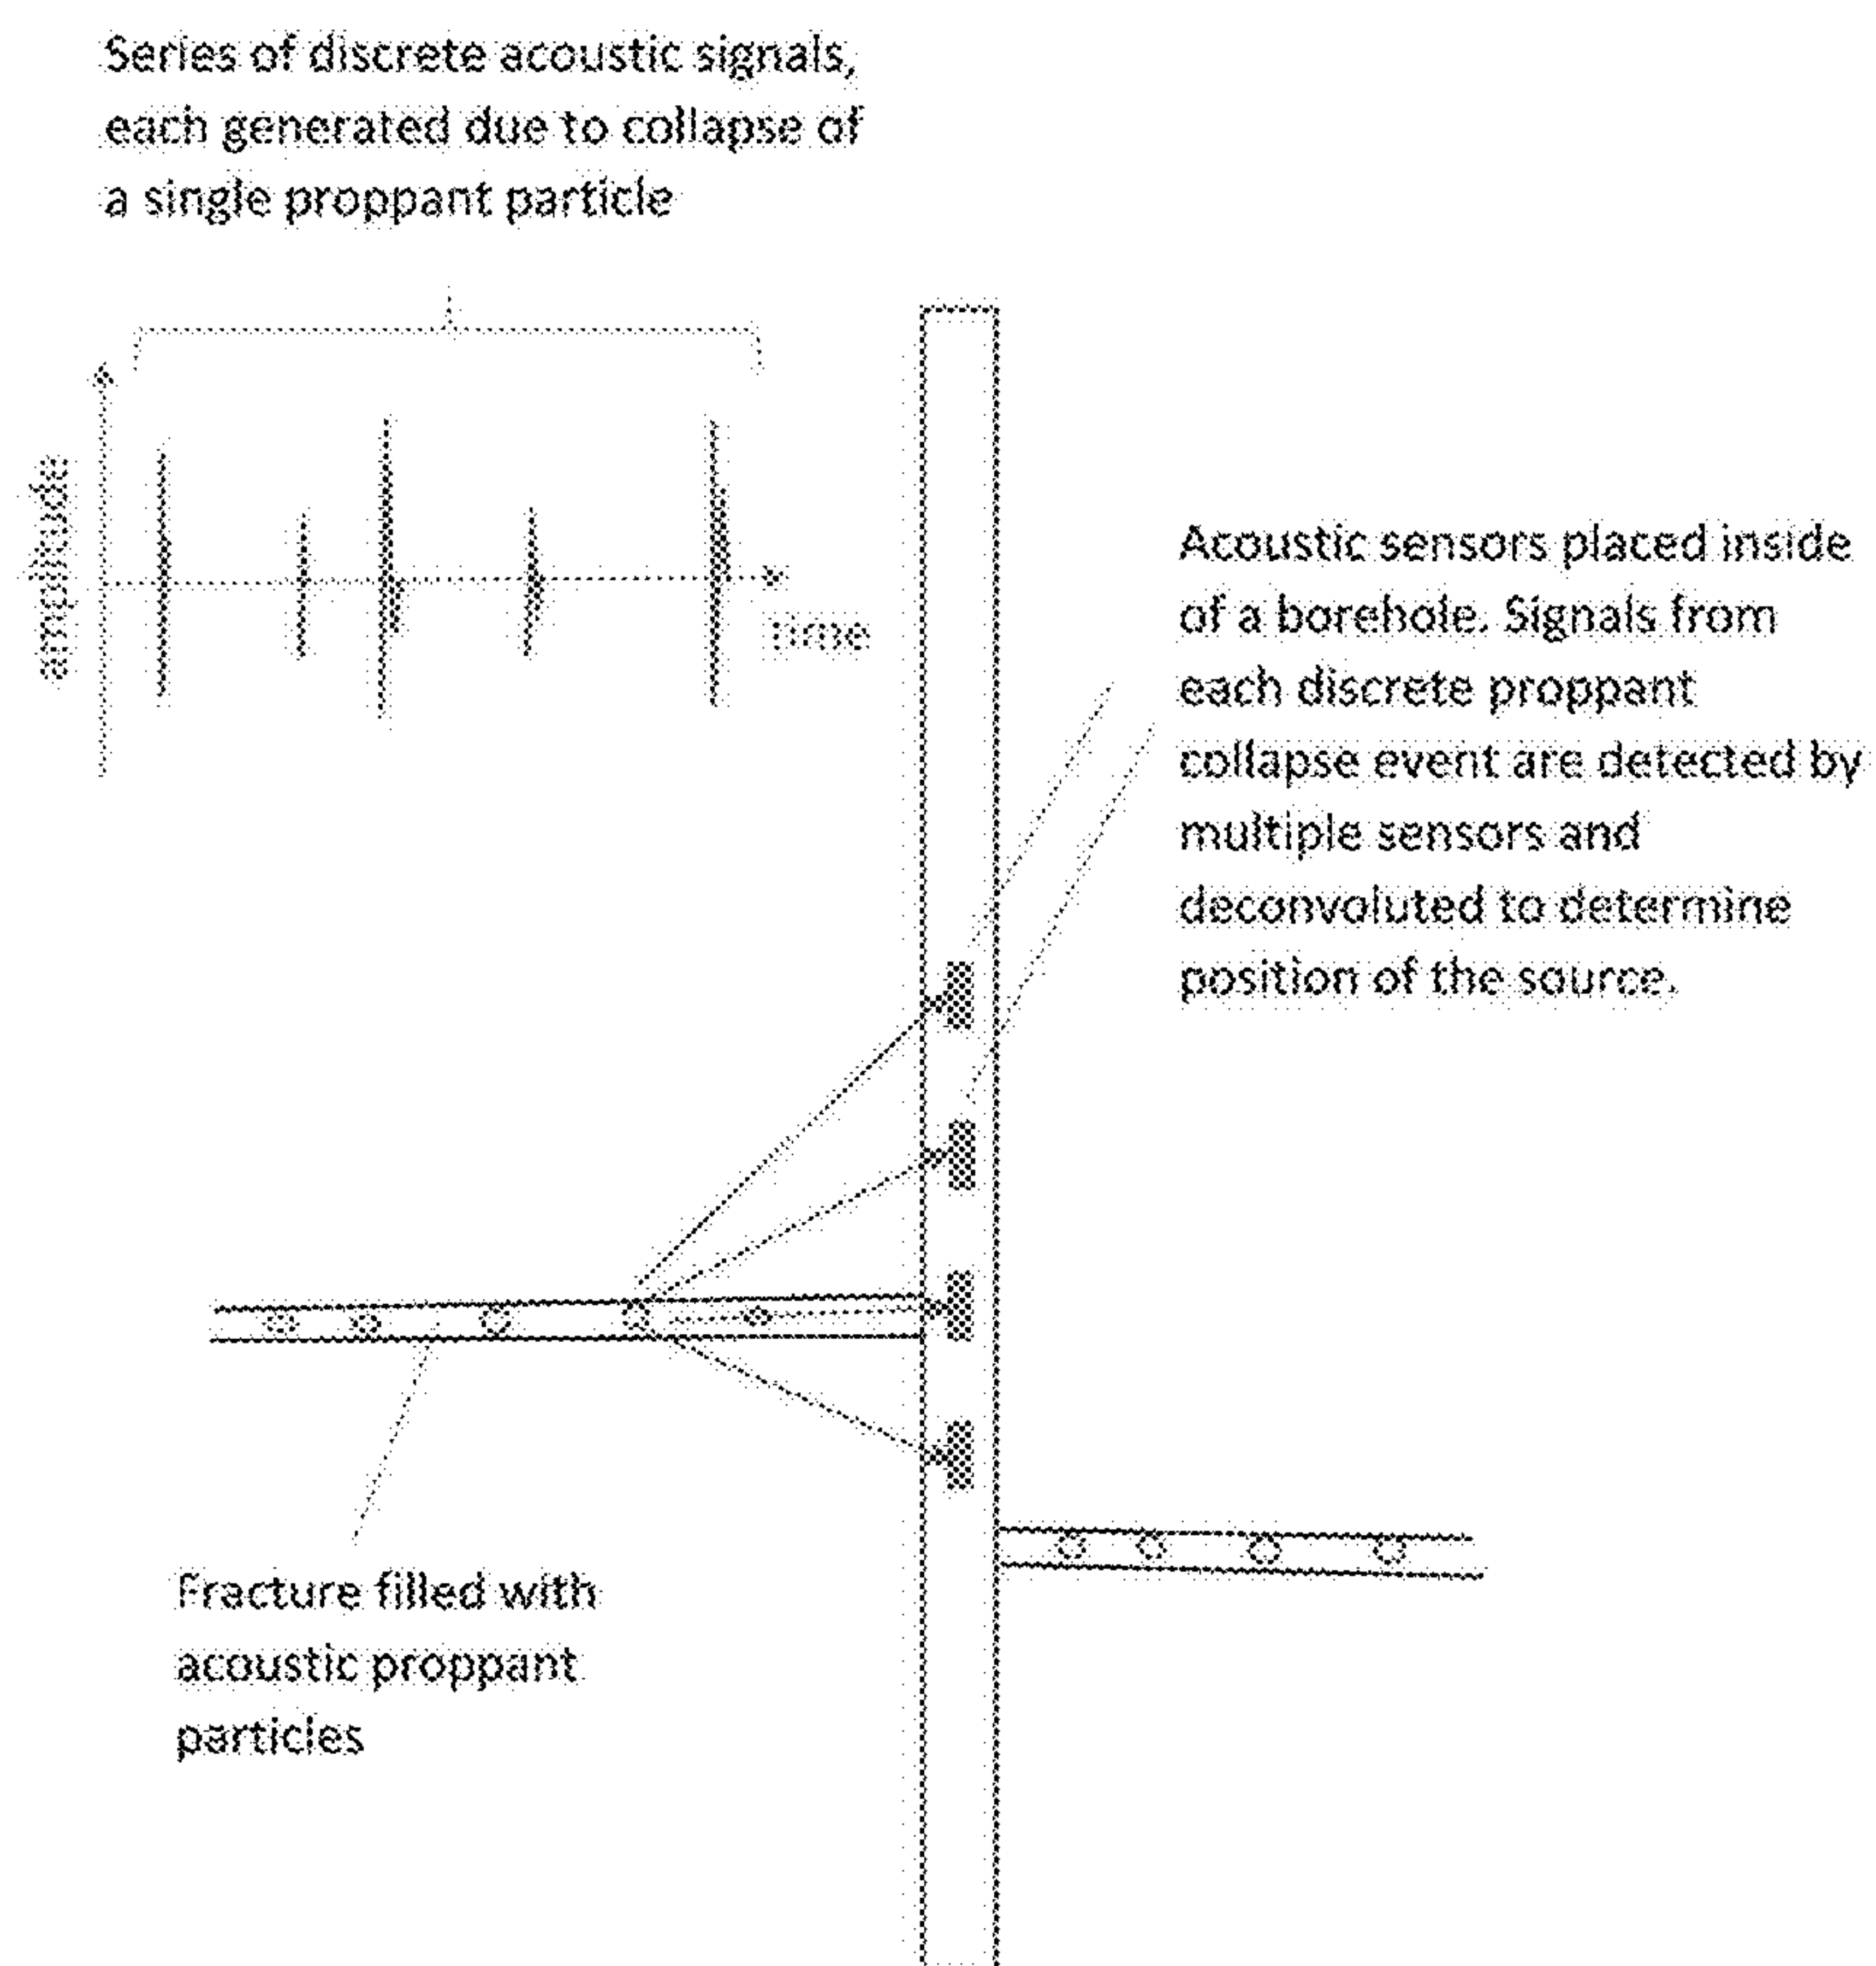 Series of discrete acoustic signals,
each generated due to collapse of
a single proppant particle
amplitude
time
Acoustic sensors placed inside
of a borehole. Signals from
each discrete proppant
collapse event are detected by
multiple sensors and
deconvoluted to determine
position of the source.
Fracture filled with
acoustic proppant
particles